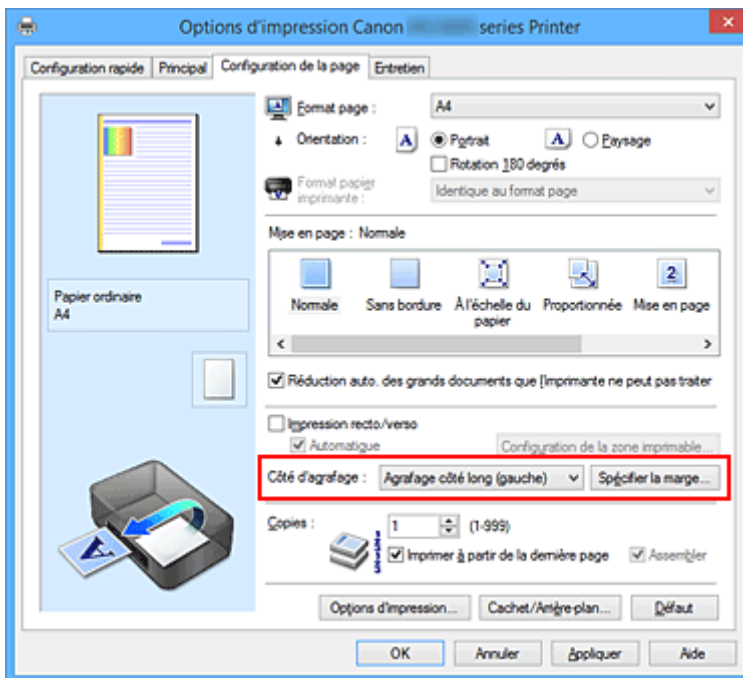 Options d'impression Canon series Printer
Configuration rapide Principal Configuration de la page Entretien
Format page : A4
Orientation : A Portrait A Paysage
Rotation 180 degrés
Format papier
imprimante : Identique au format page
Mise en page : Normale
Papier ordinaire
A4
Normale Sans bordure À l'échelle du
papier Proportionnée Mise en page
Réduction auto. des grands documents que l'imprimante ne peut pas traiter
Impression recto/verso
Automatique Configuration de la zone imprimable...
Côté d'agrafage : Agrafage côté long (gauche) Spécifier la marge...
Copies : 1 (1-999)
Imprimer à partir de la dernière page Assembler
Options d'impression... Cachet/Arrière-plan... Défaut
OK Annuler Appliquer Aide